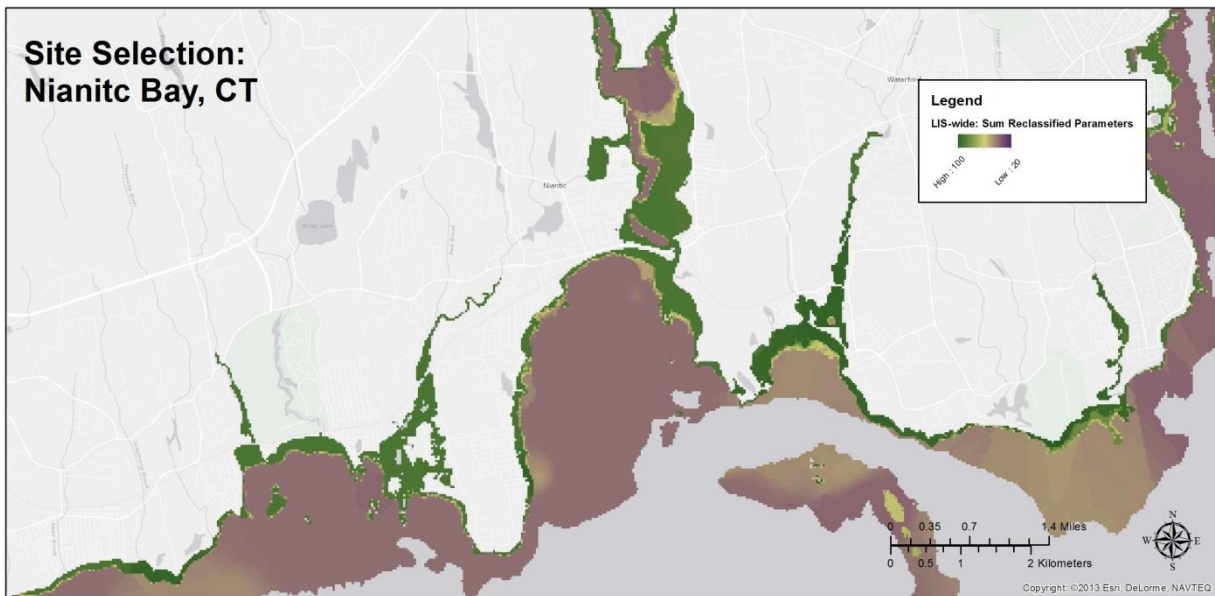 Site Selection:
Nianitc Bay, CT
Waterford
Niantic
Legend
LIS-wide: Sum Reclassified Parameters
High : 100
Low : 20
0 0.35 0.7 1.4 Miles
0 0.5 1 2 Kilometers
N
W E
S
Copyright: ©2013 Esri, DeLorme, NAVTEQ